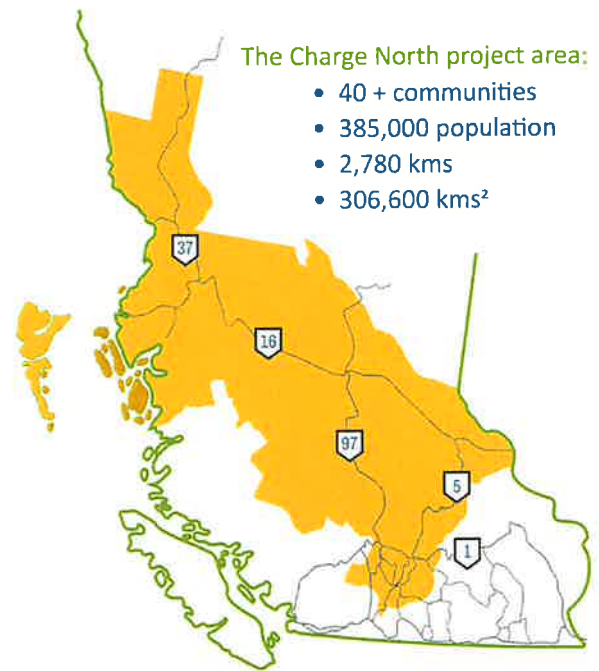 The Charge North project area:
• 40 + communities
• 385,000 population
• 2,780 kms
• 306,600 kms²
37
16
97
5
1